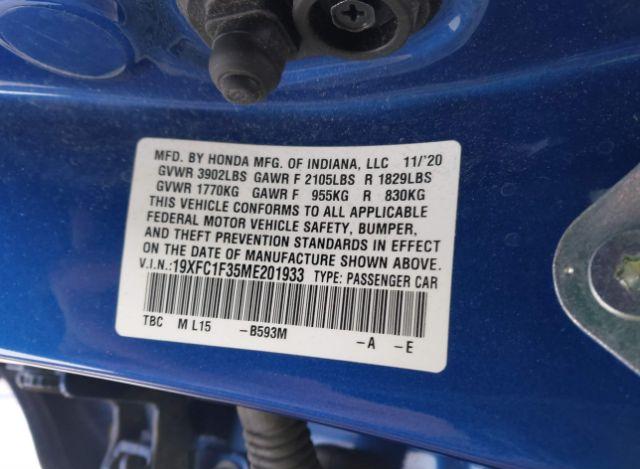 MFD. BY HONDA MFG. OF INDIANA, LLC 11/'20
GVWR 3902LBS GAWR F 2105LBS R 1829LBS
GVWR 1770KG GAWR F 955KG R 830KG
THIS VEHICLE CONFORMS TO ALL APPLICABLE
FEDERAL MOTOR VEHICLE SAFETY, BUMPER,
AND THEFT PREVENTION STANDARDS IN EFFECT
ON THE DATE OF MANUFACTURE SHOWN ABOVE.
V.I.N.: 19XFC1F35ME201933 TYPE: PASSENGER CAR
TBC M L15 -B593M -A -E